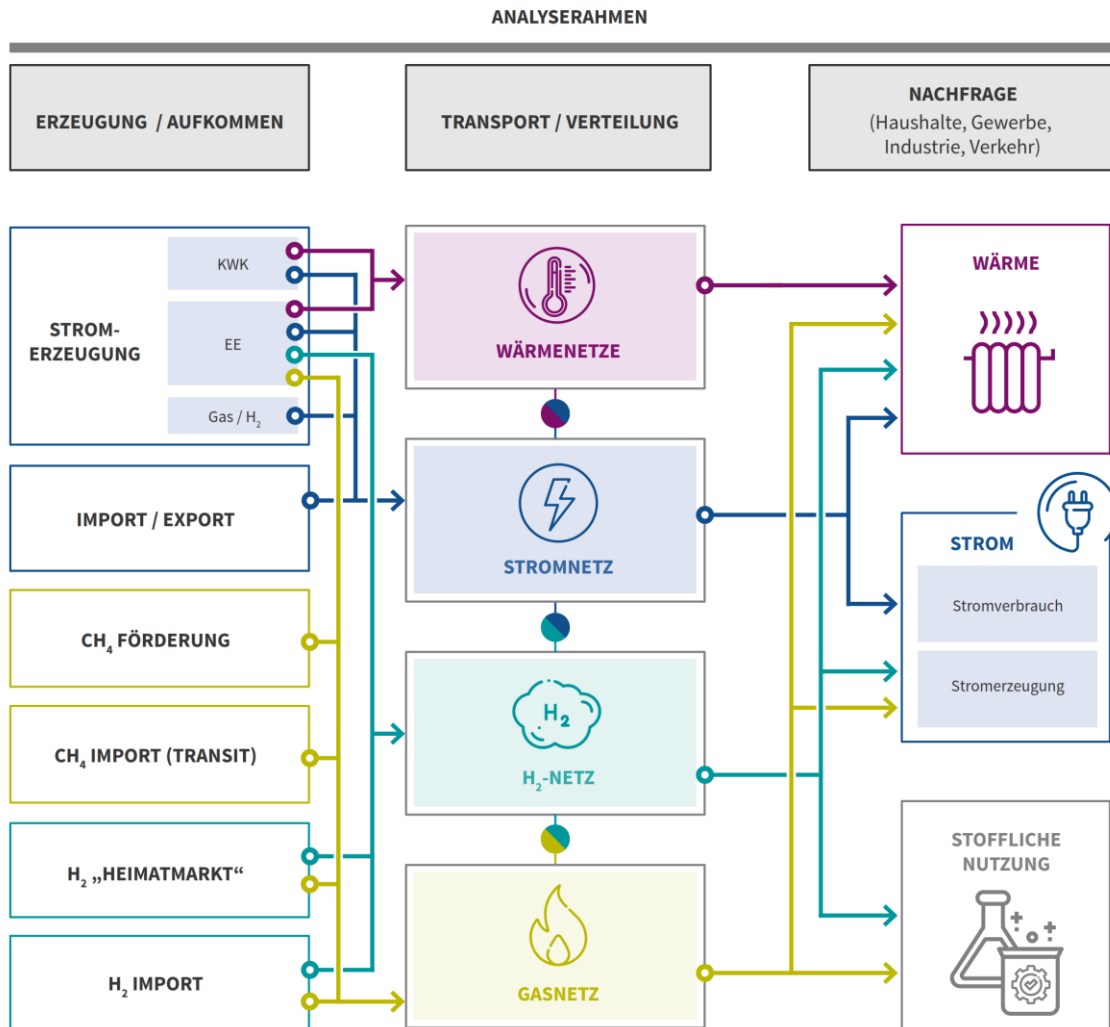 ANALYSERAHMEN
ERZEUGUNG / AUFKOMMEN
TRANSPORT / VERTEILUNG
NACHFRAGE
(Haushalte, Gewerbe,
Industrie, Verkehr)
STROM-
ERZEUGUNG
KWK
EE
Gas / H₂
IMPORT / EXPORT
CH₄ FÖRDERUNG
CH₄ IMPORT (TRANSIT)
H₂ „HEIMATMARKT“
H₂ IMPORT
WÄRMENETZE
STROMNETZ
H₂
H₂-NETZ
GASNETZ
WÄRME
STROM
Stromverbrauch
Stromerzeugung
STOFFLICHE
NUTZUNG